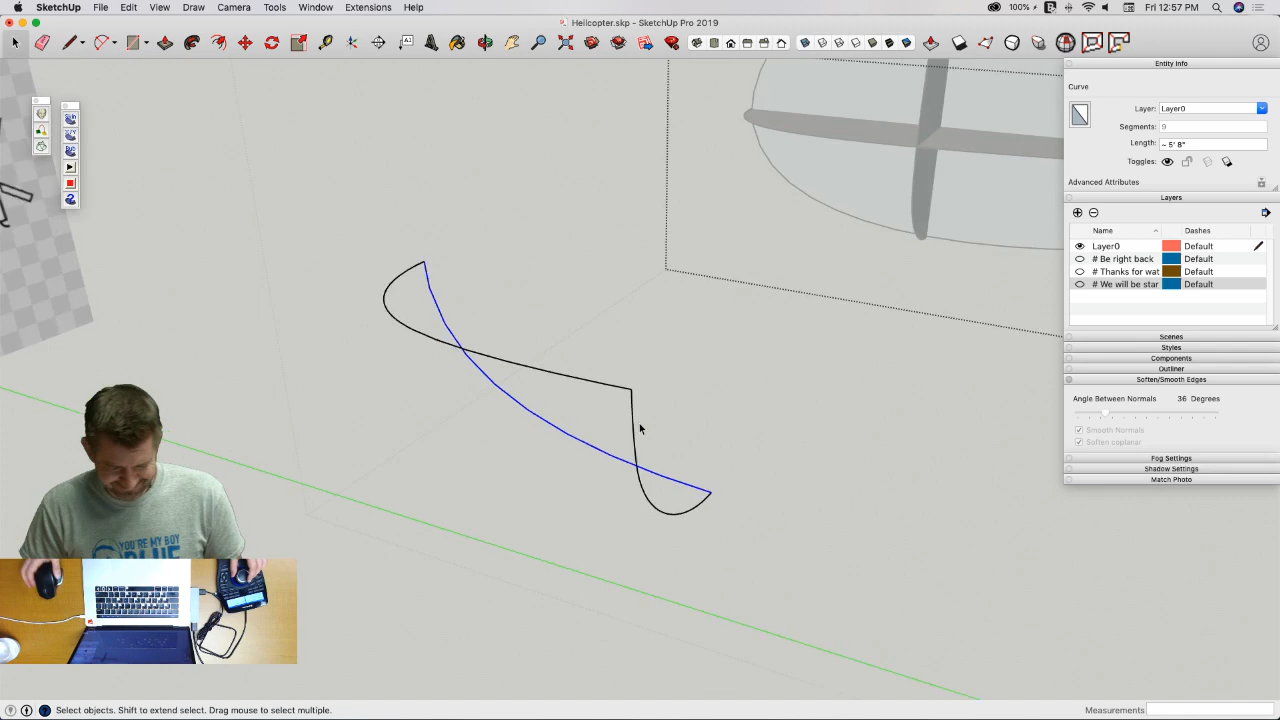 SketchUp File Edit View Draw Camera Tools Window Extensions Help
100% Fri 12:57 PM
Helicopter.skp - SketchUp Pro 2019
Entity Info
Curve
Layer: Layer0
Segments: 9
Length: ~ 5' 8"
Toggles:
Advanced Attributes
Layers
Name Dashes
Layer0 Default
# Be right back Default
# Thanks for wat Default
# We will be star Default
Scenes
Styles
Components
Outliner
Soften/Smooth Edges
Angle Between Normals 36 Degrees
Smooth Normals
Soften coplanar
Fog Settings
Shadow Settings
Match Photo
YOU'RE MY BOY
BLUE
Select objects. Shift to extend select. Drag mouse to select multiple. Measurements